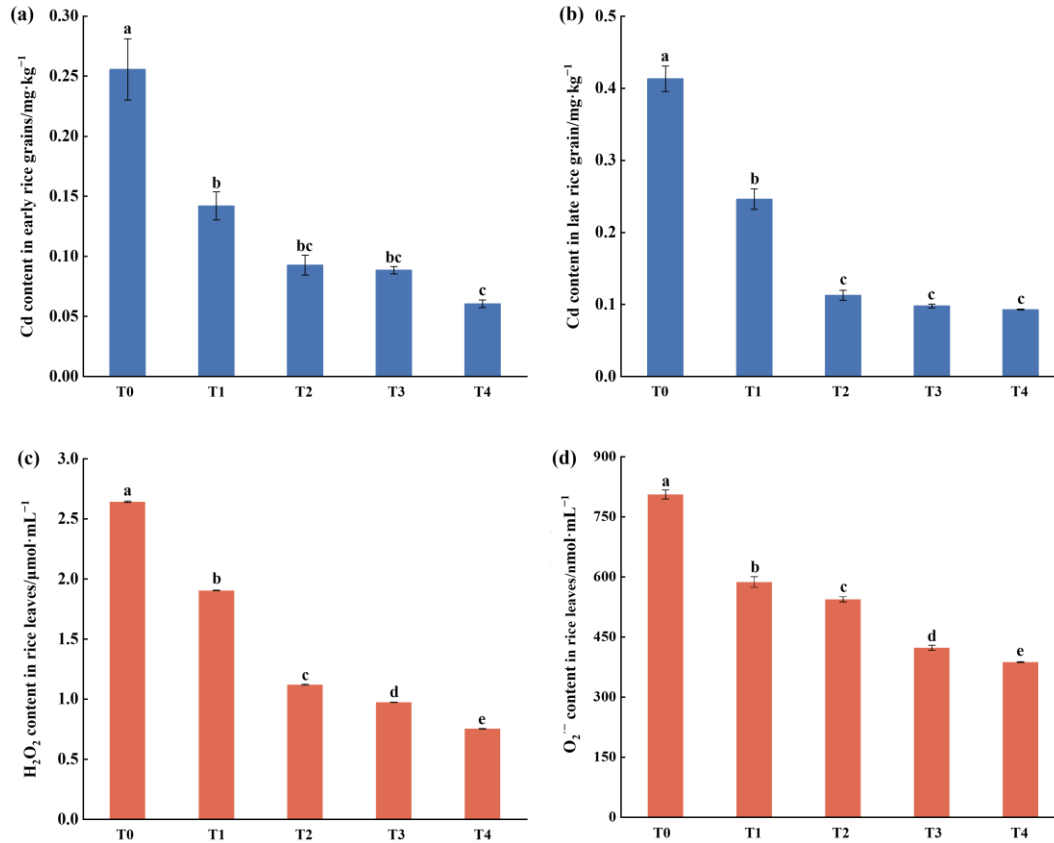 (a)
Cd content in early rice grains/mg·kg⁻¹
0.30
0.25
0.20
0.15
0.10
0.05
0.00
a
b
bc
bc
c
T0 T1 T2 T3 T4
(b)
Cd content in late rice grain/mg·kg⁻¹
0.5
0.4
0.3
0.2
0.1
0.0
a
b
c
c
c
T0 T1 T2 T3 T4
(c)
H₂O₂ content in rice leaves/μmol·mL⁻¹
3.0
2.5
2.0
1.5
1.0
0.5
0.0
a
b
c
d
e
T0 T1 T2 T3 T4
(d)
O₂·⁻ content in rice leaves/nmol·mL⁻¹
900
750
600
450
300
150
0
a
b
c
d
e
T0 T1 T2 T3 T4